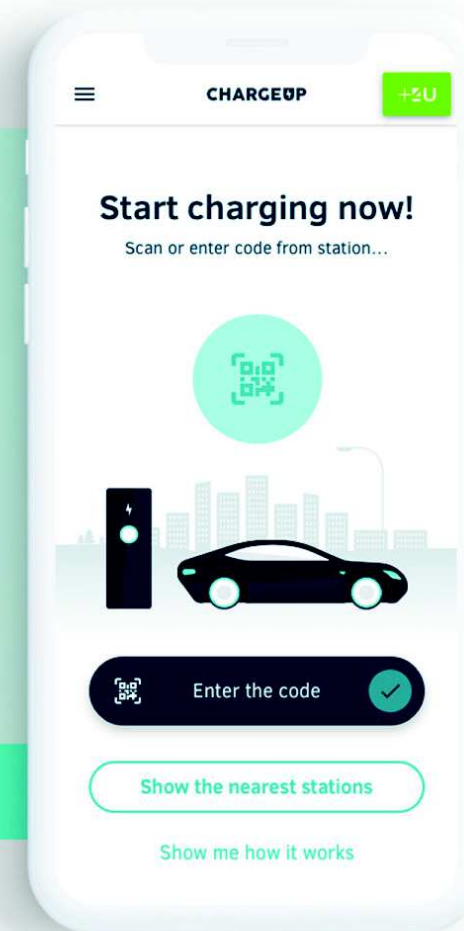 CHARGEUP
Start charging now!
Scan or enter code from station...
Enter the code
Show the nearest stations
Show me how it works